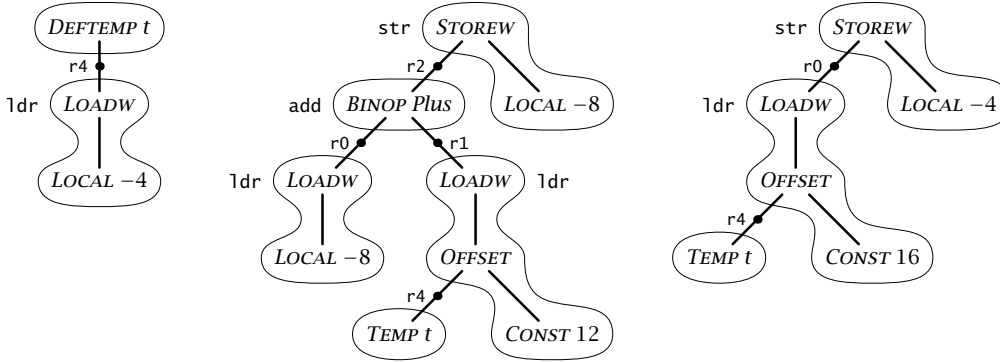 DEFTEMP t
r4
ldr LOADW
LOCAL −4
str STOREW
r2
add BINOP Plus LOCAL −8
r0 r1
ldr LOADW LOADW ldr
LOCAL −8 OFFSET
r4
TEMP t CONST 12
str STOREW
r0
ldr LOADW LOCAL −4
OFFSET
r4
TEMP t CONST 16